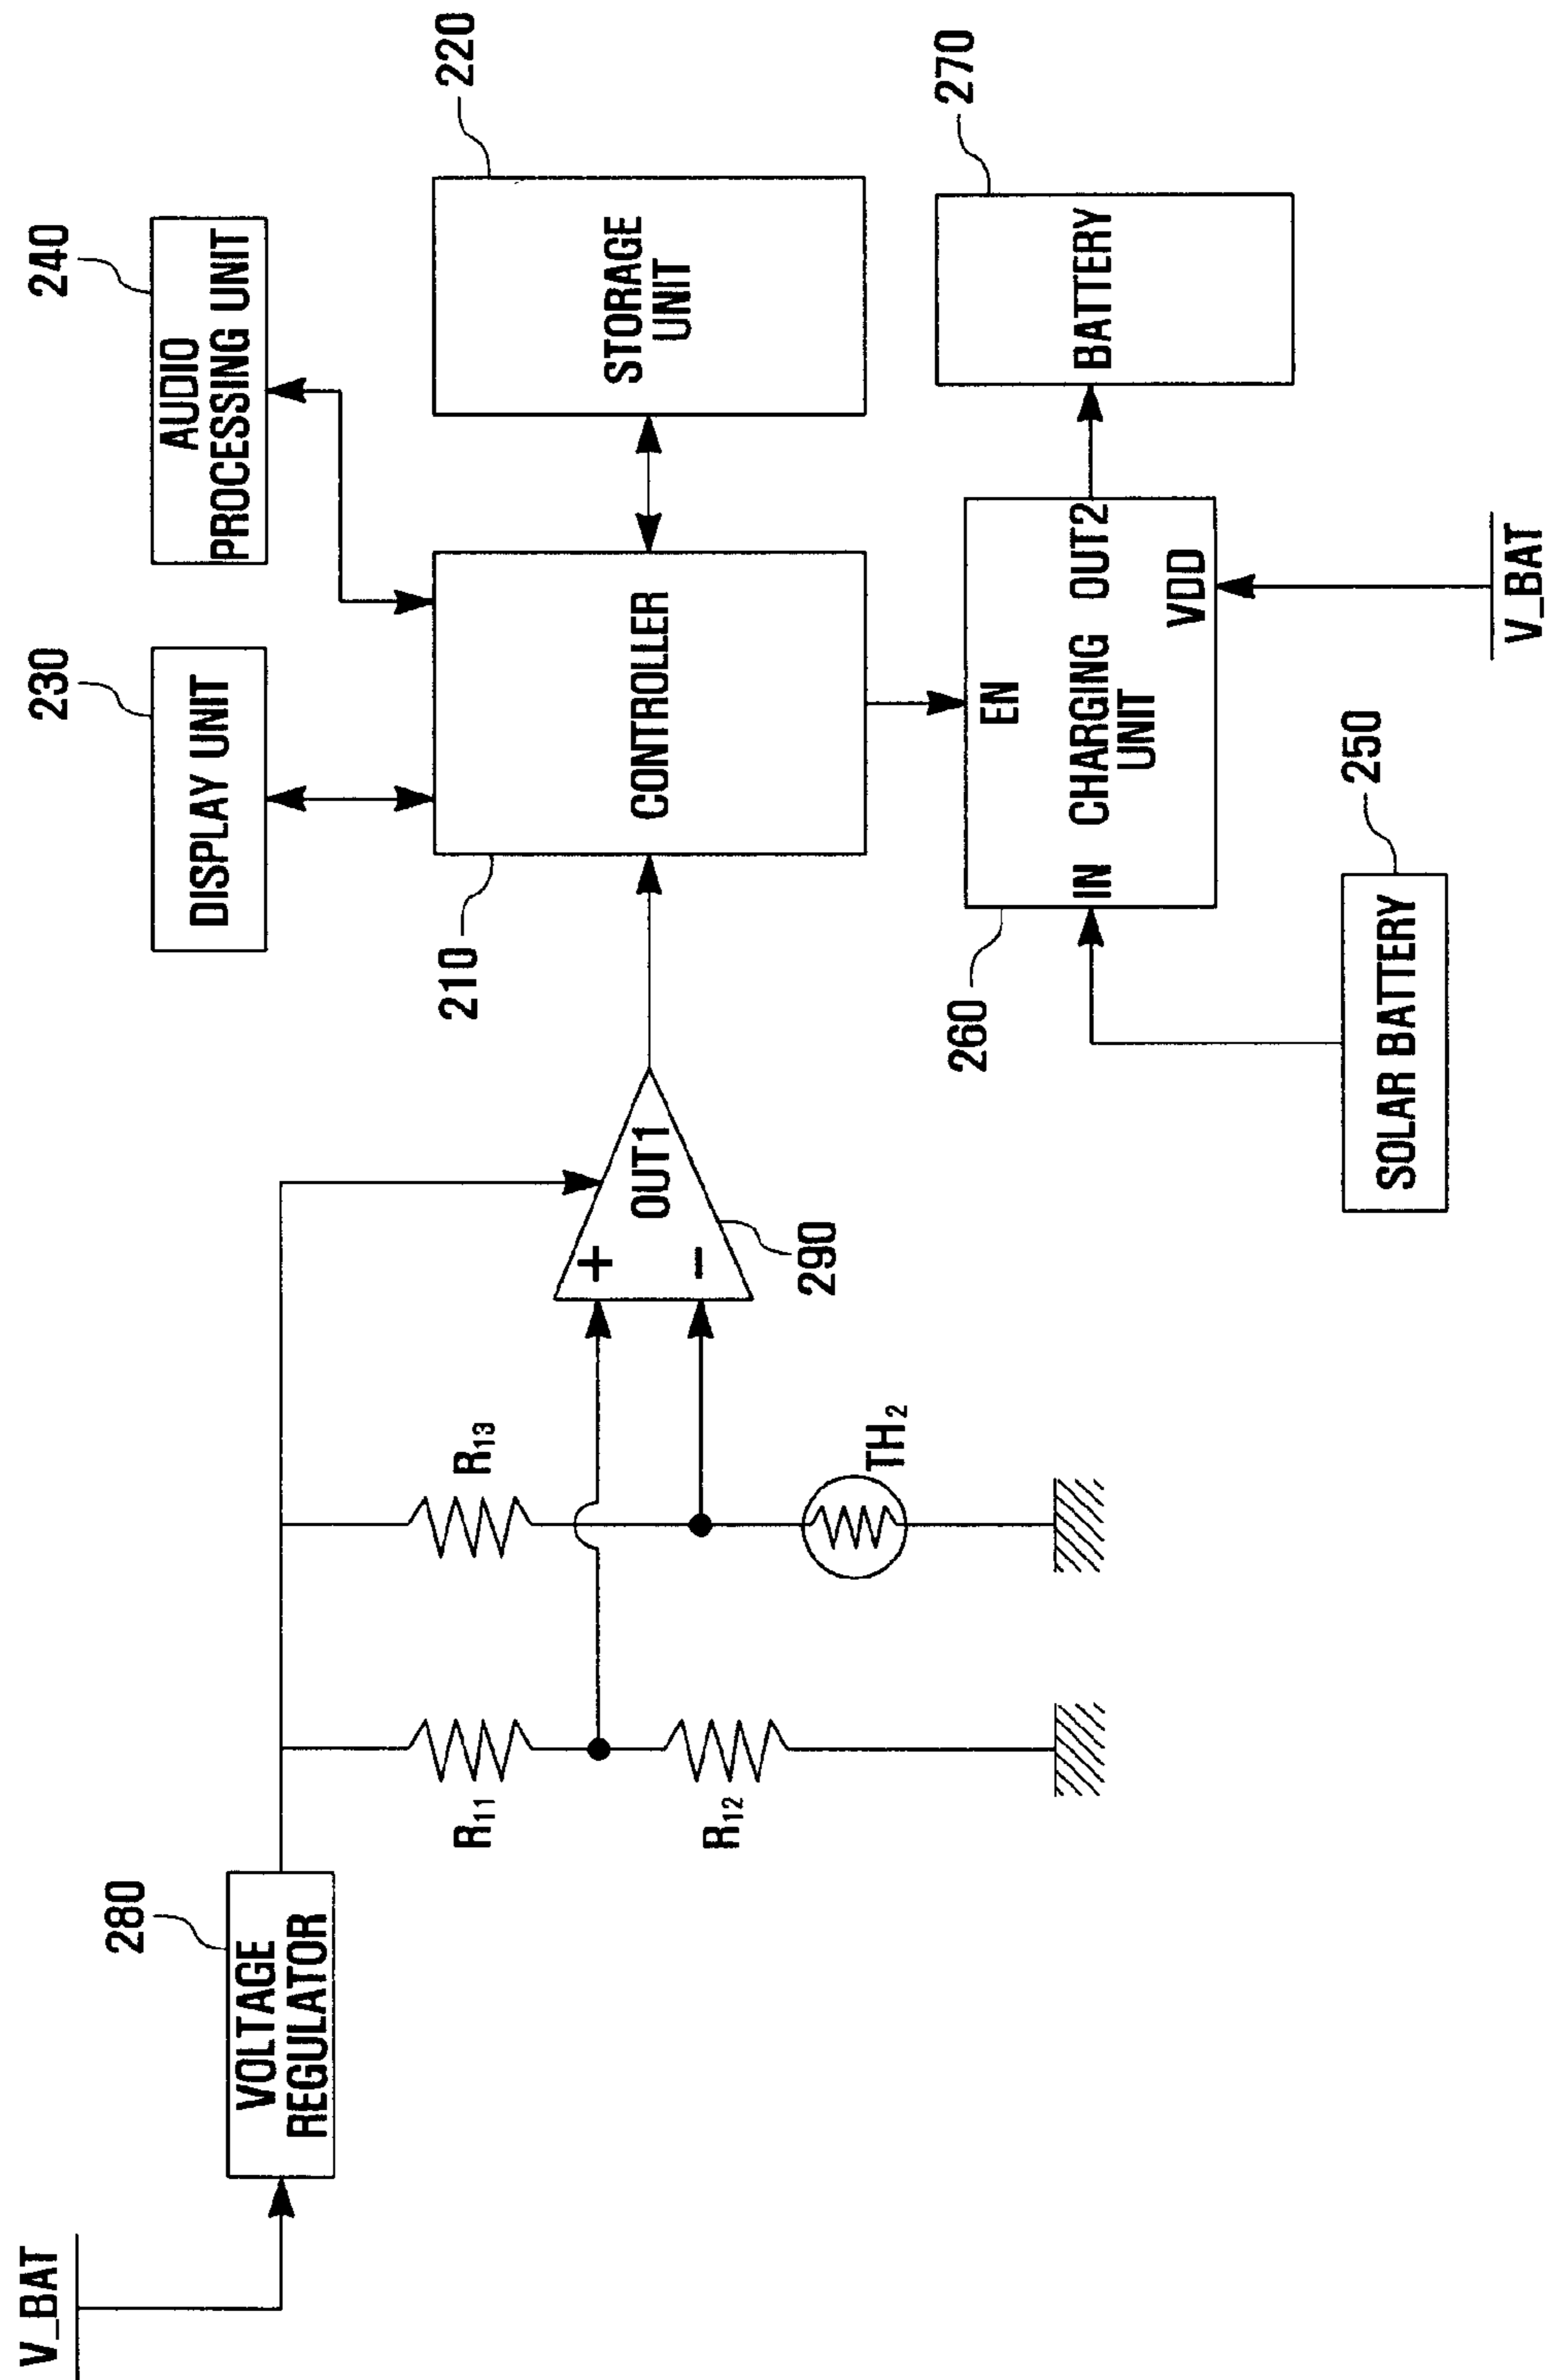 V_BAT
280
VOLTAGE
REGULATOR
R11
R12
R13
TH2
+
-
OUT1
290
230
DISPLAY UNIT
240
AUDIO
PROCESSING UNIT
210
CONTROLLER
220
STORAGE
UNIT
260
EN
IN CHARGING OUT2
UNIT
VDD
270
BATTERY
250
SOLAR BATTERY
V_BAT